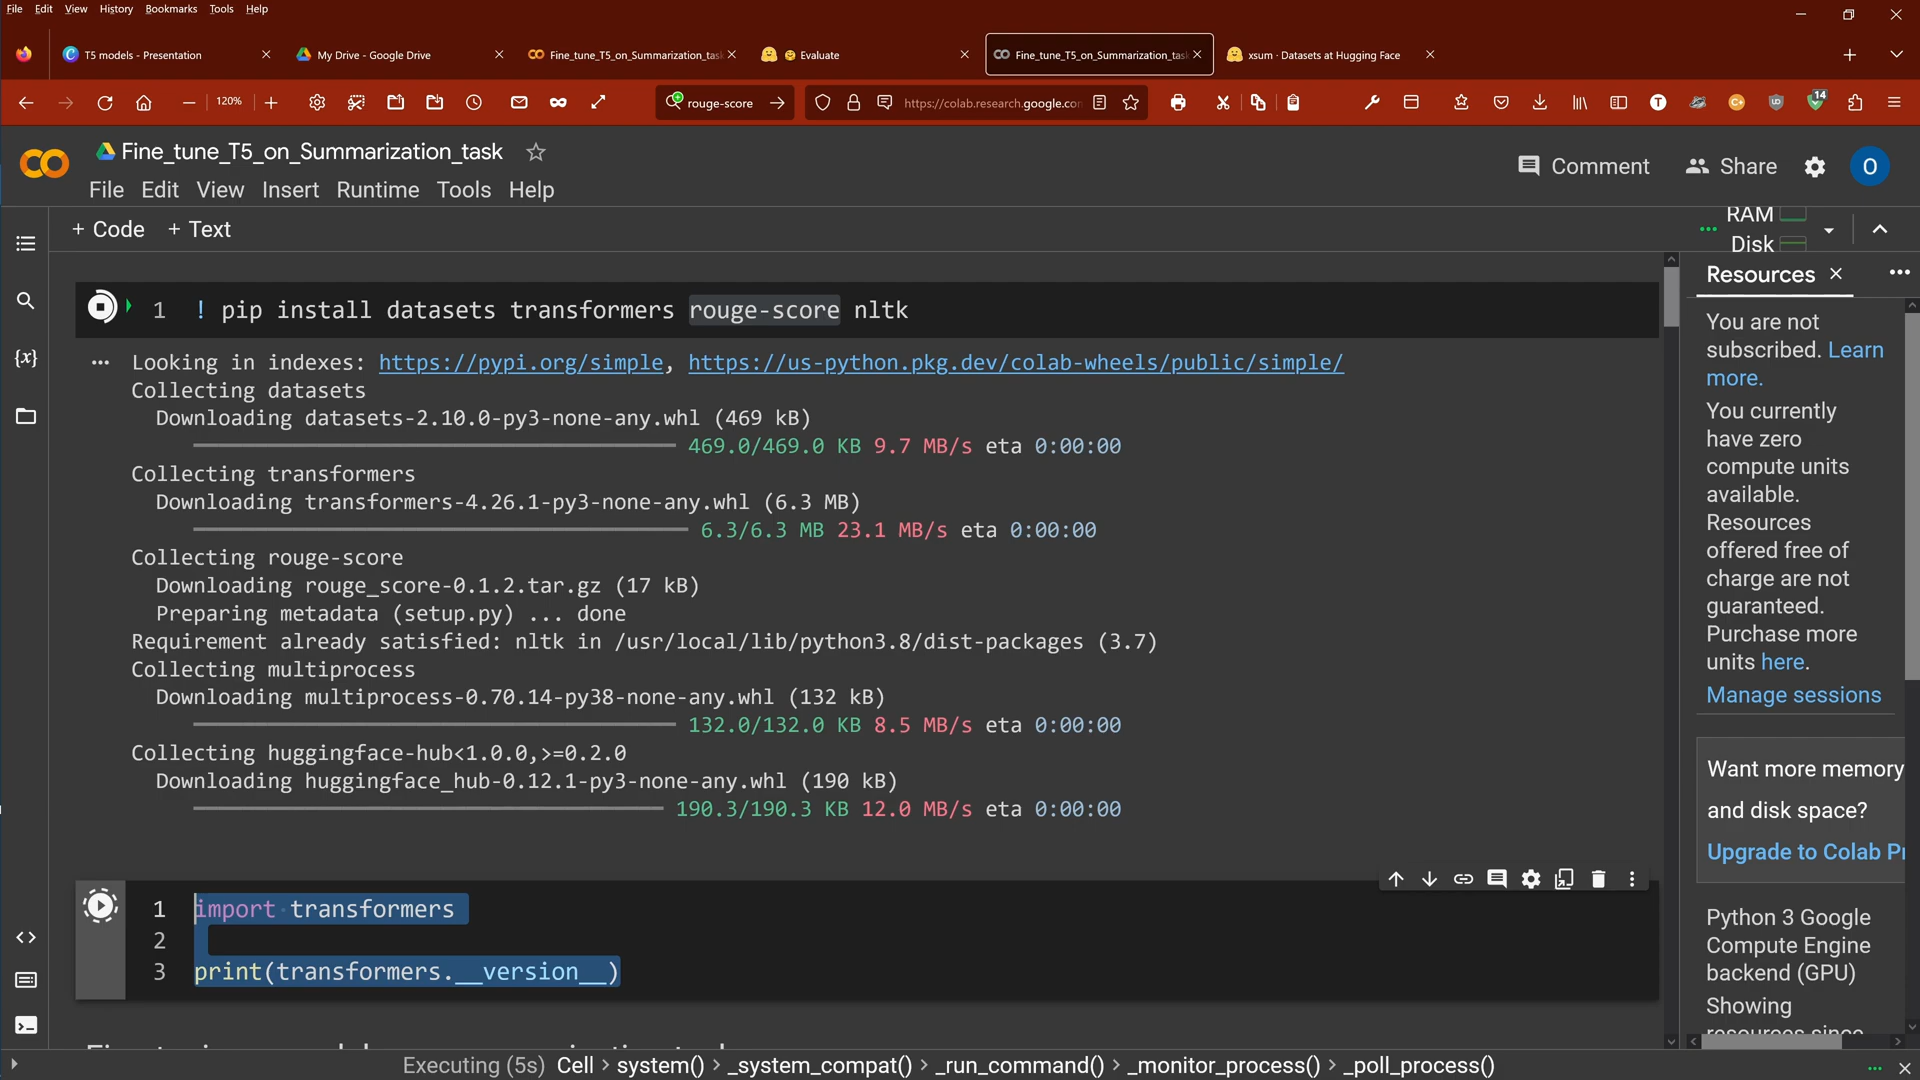 File Edit View History Bookmarks Tools Help
T5 models - Presentation
My Drive - Google Drive
Fine_tune_T5_on_Summarization_tas
Evaluate
Fine_tune_T5_on_Summarization_tas
xsum · Datasets at Hugging Face
120%
rouge-score
https://colab.research.google.co
14
Fine_tune_T5_on_Summarization_task
File Edit View Insert Runtime Tools Help
Comment Share O
+ Code + Text
RAM
Disk
1 ! pip install datasets transformers rouge-score nltk
Looking in indexes: https://pypi.org/simple, https://us-python.pkg.dev/colab-wheels/public/simple/
Collecting datasets
Downloading datasets-2.10.0-py3-none-any.whl (469 kB)
469.0/469.0 KB 9.7 MB/s eta 0:00:00
Collecting transformers
Downloading transformers-4.26.1-py3-none-any.whl (6.3 MB)
6.3/6.3 MB 23.1 MB/s eta 0:00:00
Collecting rouge-score
Downloading rouge_score-0.1.2.tar.gz (17 kB)
Preparing metadata (setup.py) ... done
Requirement already satisfied: nltk in /usr/local/lib/python3.8/dist-packages (3.7)
Collecting multiprocess
Downloading multiprocess-0.70.14-py38-none-any.whl (132 kB)
132.0/132.0 KB 8.5 MB/s eta 0:00:00
Collecting huggingface-hub<1.0.0,>=0.2.0
Downloading huggingface_hub-0.12.1-py3-none-any.whl (190 kB)
190.3/190.3 KB 12.0 MB/s eta 0:00:00
1 import transformers
2
3 print(transformers.__version__)
Resources
You are not
subscribed. Learn
more.
You currently
have zero
compute units
available.
Resources
offered free of
charge are not
guaranteed.
Purchase more
units here.
Manage sessions
Want more memory
and disk space?
Upgrade to Colab Pr
Python 3 Google
Compute Engine
backend (GPU)
Showing
Executing (5s) Cell > system() > _system_compat() > _run_command() > _monitor_process() > _poll_process()